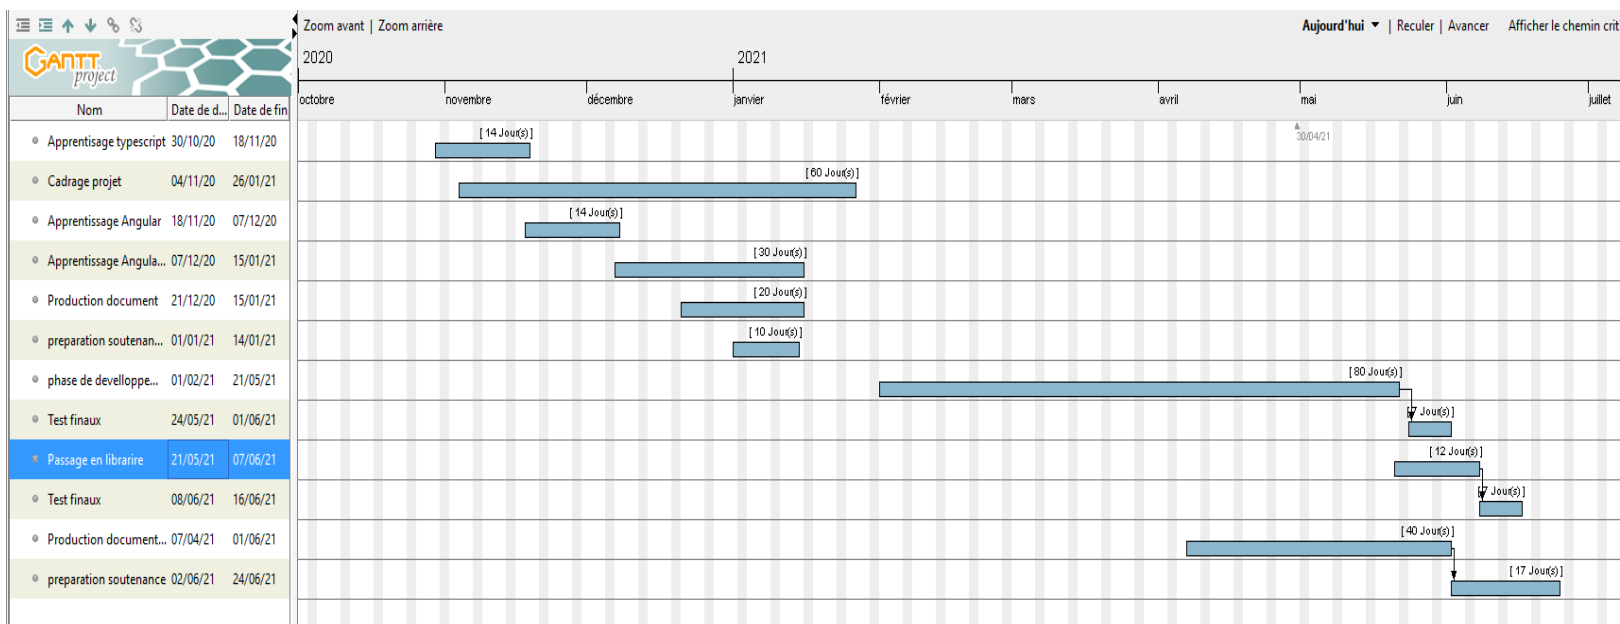 Zoom avant | Zoom arrière Aujourd'hui ▼ | Reculer | Avancer Afficher le chemin crit
GANTT project
2020 2021
Nom Date de d... Date de fin
octobre novembre décembre janvier février mars avril mai juin juillet
30/04/21
Apprentisage typescript 30/10/20 18/11/20 [ 14 Jour(s) ]
Cadrage projet 04/11/20 26/01/21 [ 60 Jour(s) ]
Apprentissage Angular 18/11/20 07/12/20 [ 14 Jour(s) ]
Apprentissage Angula... 07/12/20 15/01/21 [ 30 Jour(s) ]
Production document 21/12/20 15/01/21 [ 20 Jour(s) ]
preparation soutenan... 01/01/21 14/01/21 [ 10 Jour(s) ]
phase de develloppe... 01/02/21 21/05/21 [ 80 Jour(s) ]
Test finaux 24/05/21 01/06/21 [ 7 Jour(s) ]
Passage en librarire 21/05/21 07/06/21 [ 12 Jour(s) ]
Test finaux 08/06/21 16/06/21 [ 7 Jour(s) ]
Production document... 07/04/21 01/06/21 [ 40 Jour(s) ]
preparation soutenance 02/06/21 24/06/21 [ 17 Jour(s) ]